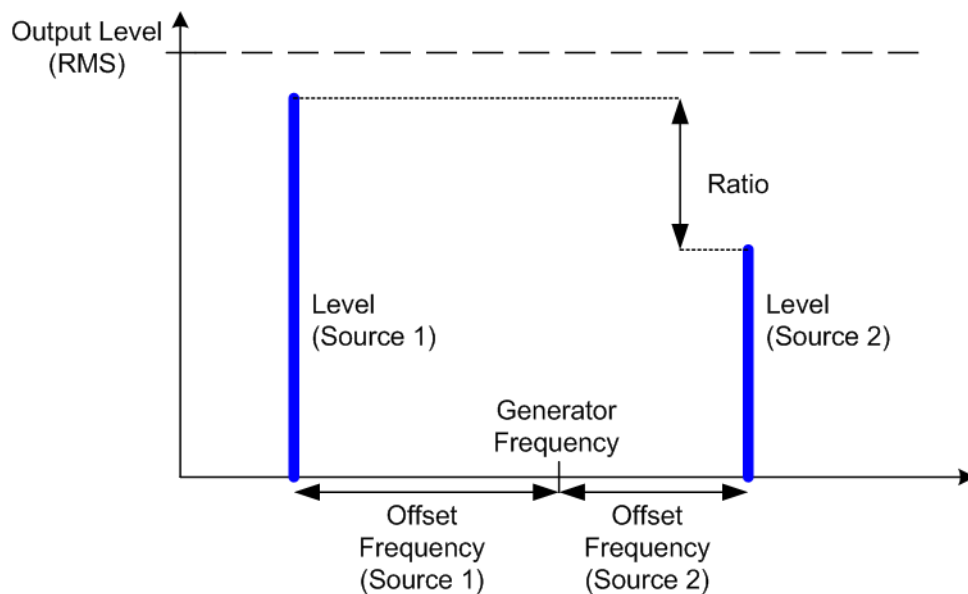 Output Level
(RMS)
Ratio
Level
(Source 1)
Level
(Source 2)
Generator
Frequency
Offset
Frequency
(Source 1)
Offset
Frequency
(Source 2)